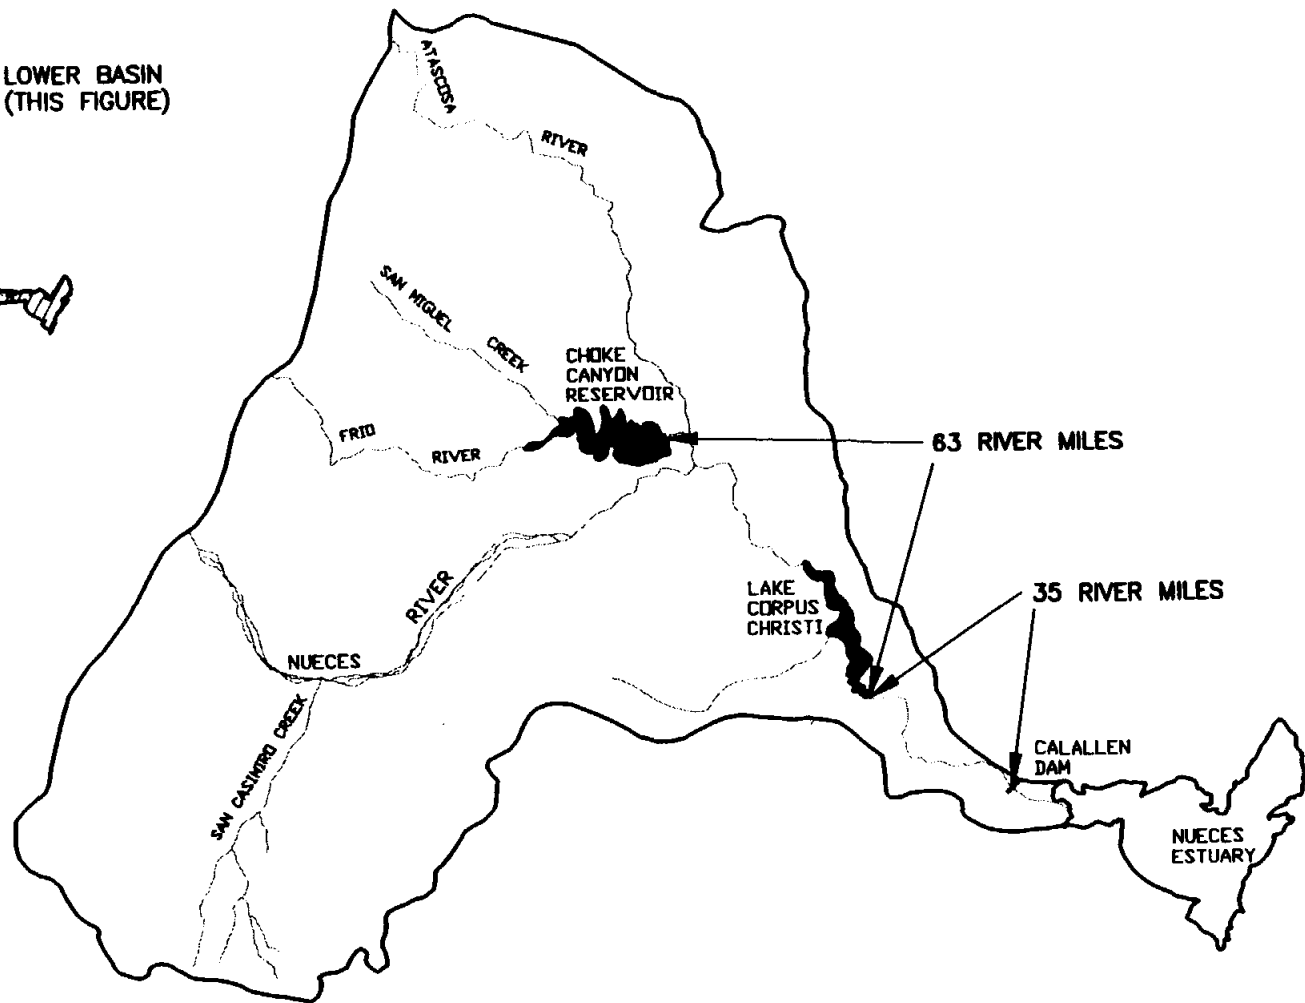 LOWER BASIN
(THIS FIGURE)
ATASCOSA
RIVER
SAN MIGUEL
CREEK
CHOKE
CANYON
RESERVOIR
FRIO
RIVER
63 RIVER MILES
RIVER
LAKE
CORPUS
CHRISTI
35 RIVER MILES
NUECES
SAN CASIMIRO CREEK
CALALLEN
DAM
NUECES
ESTUARY